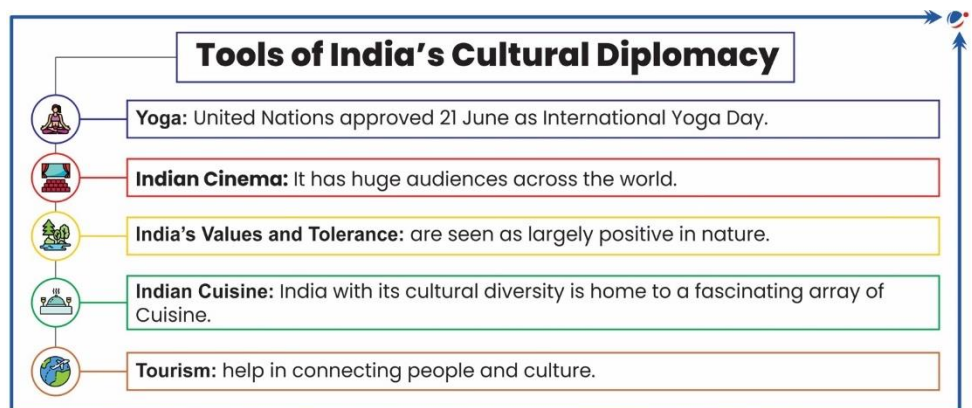 Tools of India's Cultural Diplomacy
Yoga: United Nations approved 21 June as International Yoga Day.
Indian Cinema: It has huge audiences across the world.
India's Values and Tolerance: are seen as largely positive in nature.
Indian Cuisine: India with its cultural diversity is home to a fascinating array of
Cuisine.
Tourism: help in connecting people and culture.